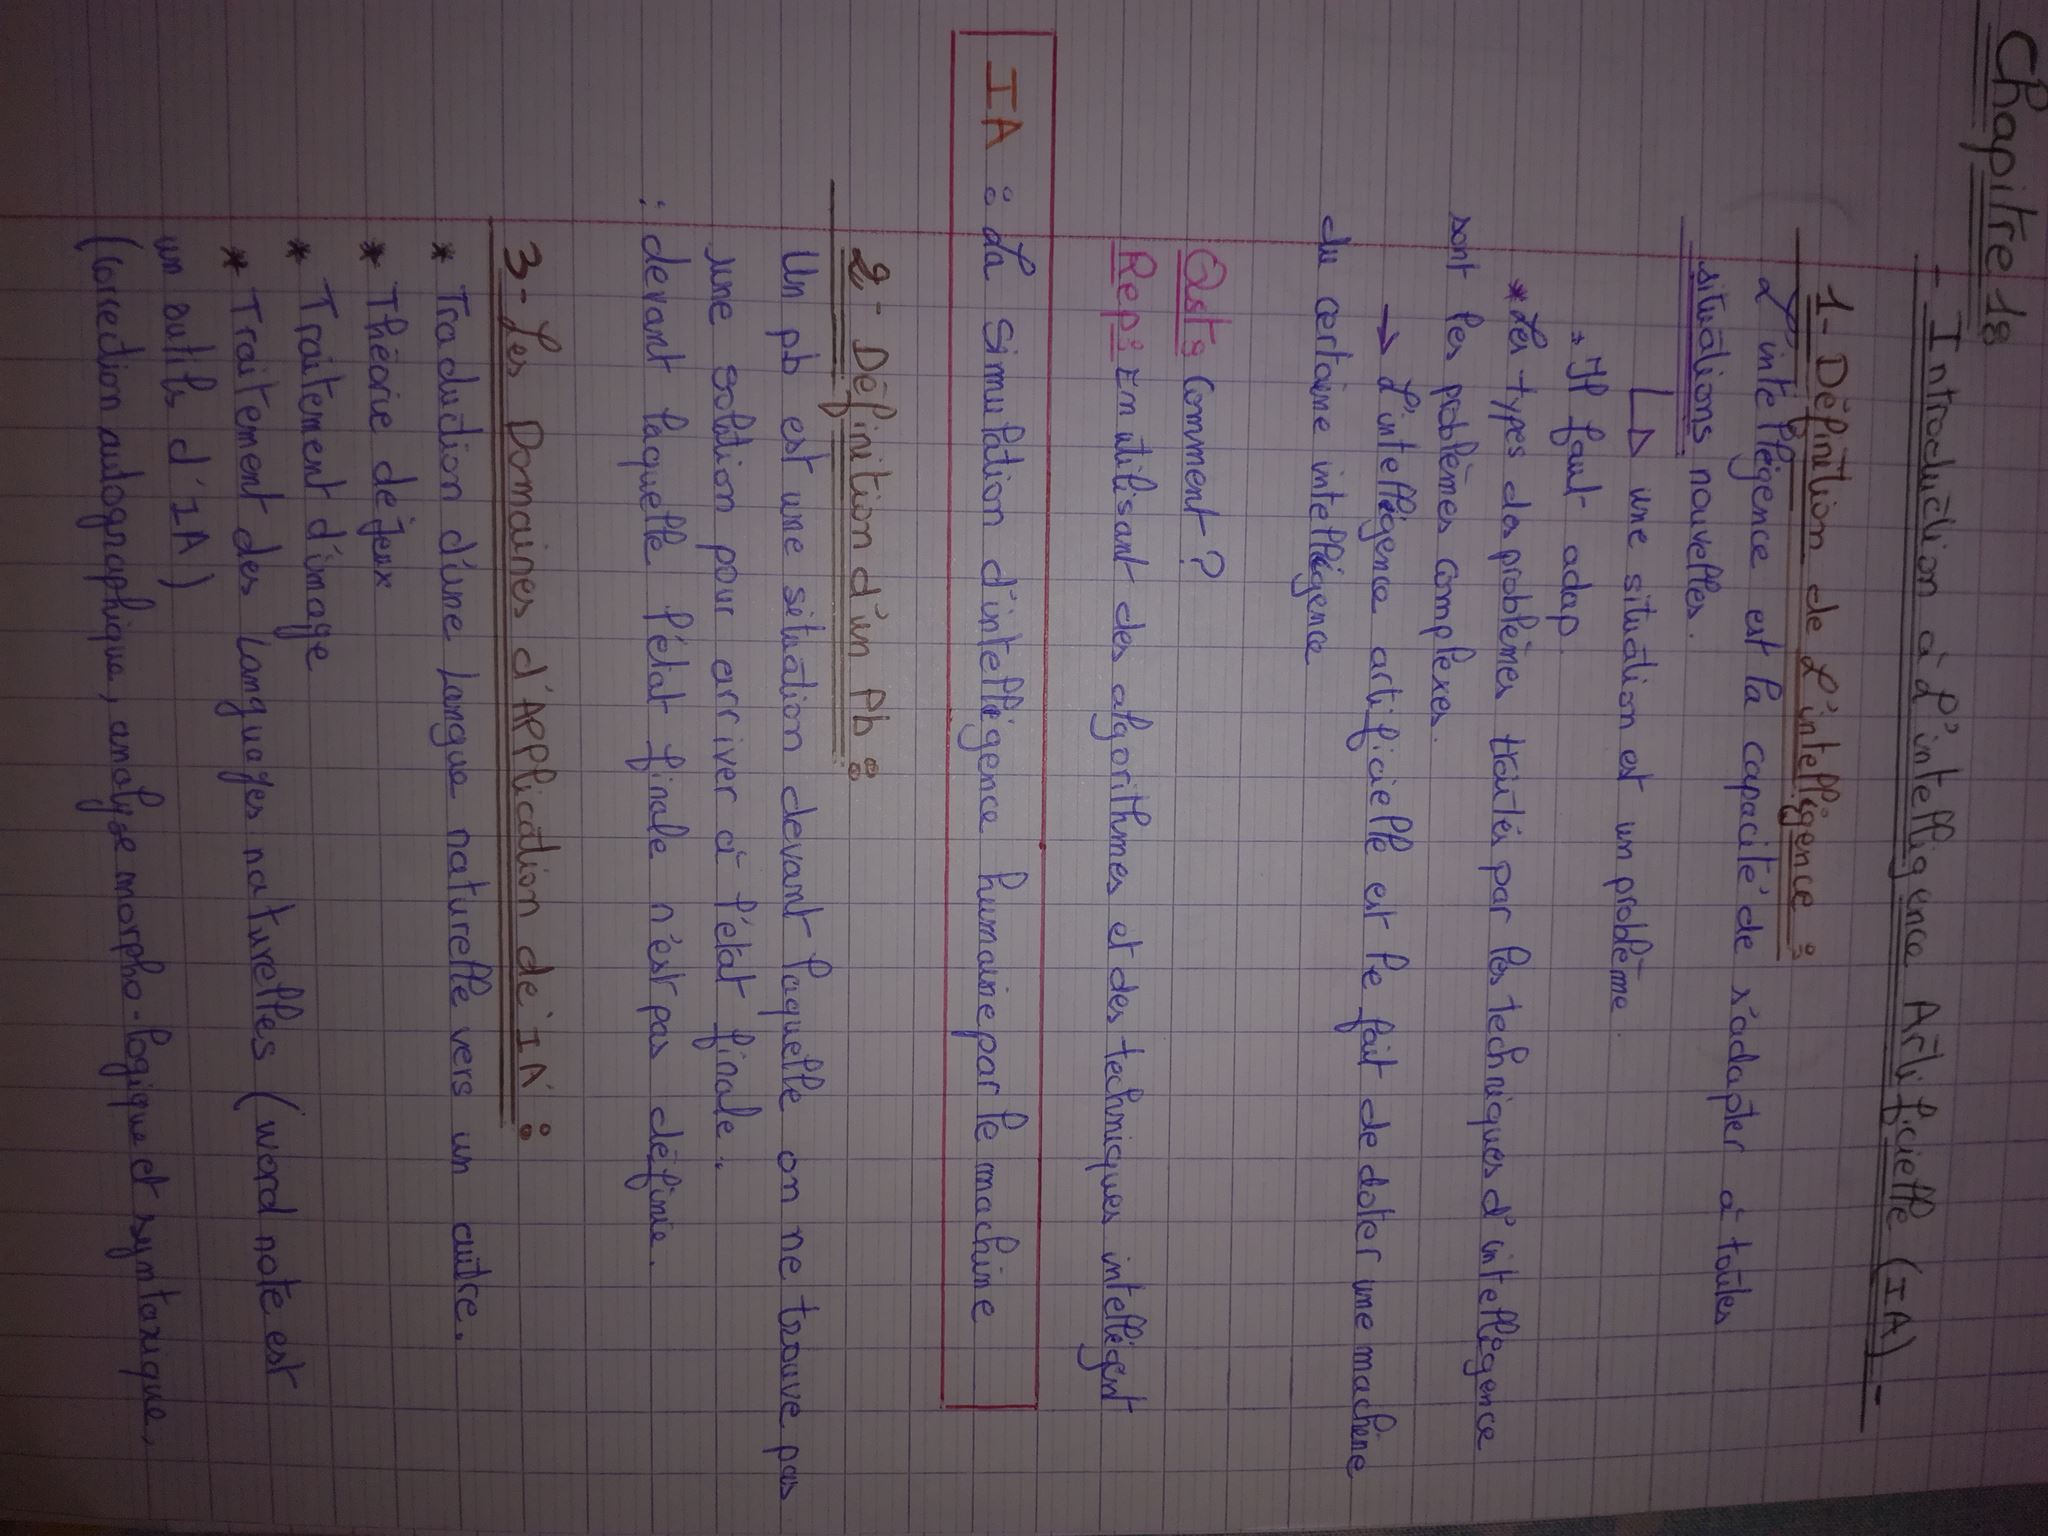 Chapitre 18
- Introduction à L'intelligence Artificielle (IA) -
1- Définition de L'intelligence :
L'intelligence est la capacité de s'adapter à toutes
situations nouvelles.
une situation est un problème.
* Il faut adap
* Les types des problèmes traités par les techniques d'intelligence
sont les problèmes complexes.
→ L'intelligence artificielle est le fait de doter une machine
du certaine intelligence
Qst: Comment ?
Rep: En utilisant des algorithmes et des techniques intelligent
IA : La simulation d'intelligence humaine par le machine
2- Définition d'un Pb :
Un pb est une situation devant laquelle on ne trouve pas
une solution pour arriver à l'état finale.
: devant laquelle l'état finale n'est pas définie.
3- Les Domaines d'Application de IA :
* Traduction d'une Langue naturelle vers un autre.
* Théorie de jeux
* Traitement d'image
* Traitement des Languages naturelles (word note est
un outils d'IA)
(correction autographique, analyse morpho-logique et syntaxique.